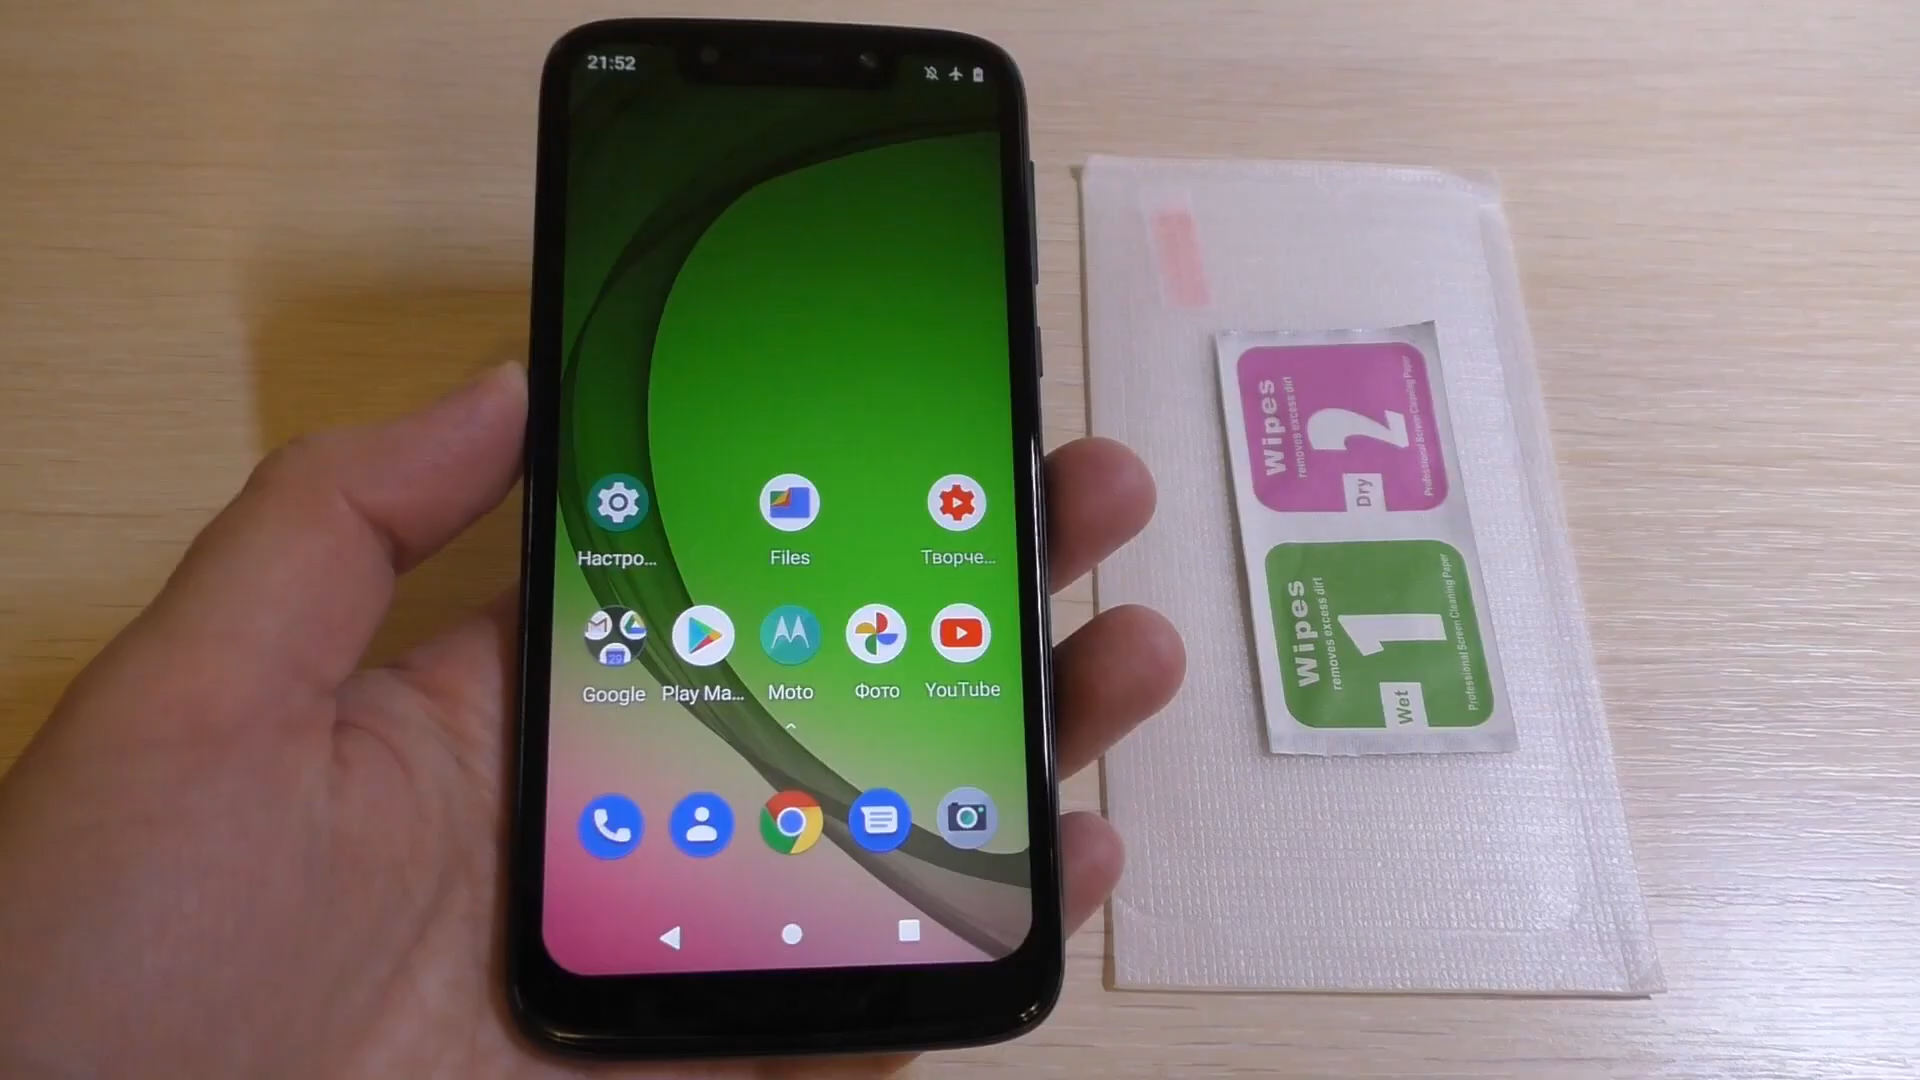 21:52
Настро...
Files
Творче...
29
Google
Play Ma...
Moto
Фото
YouTube
Wipes
removes excess dirt
2
Dry
Professional Screen Cleaning Paper
Wipes
removes excess dirt
1
Wet
Professional Screen Cleaning Paper